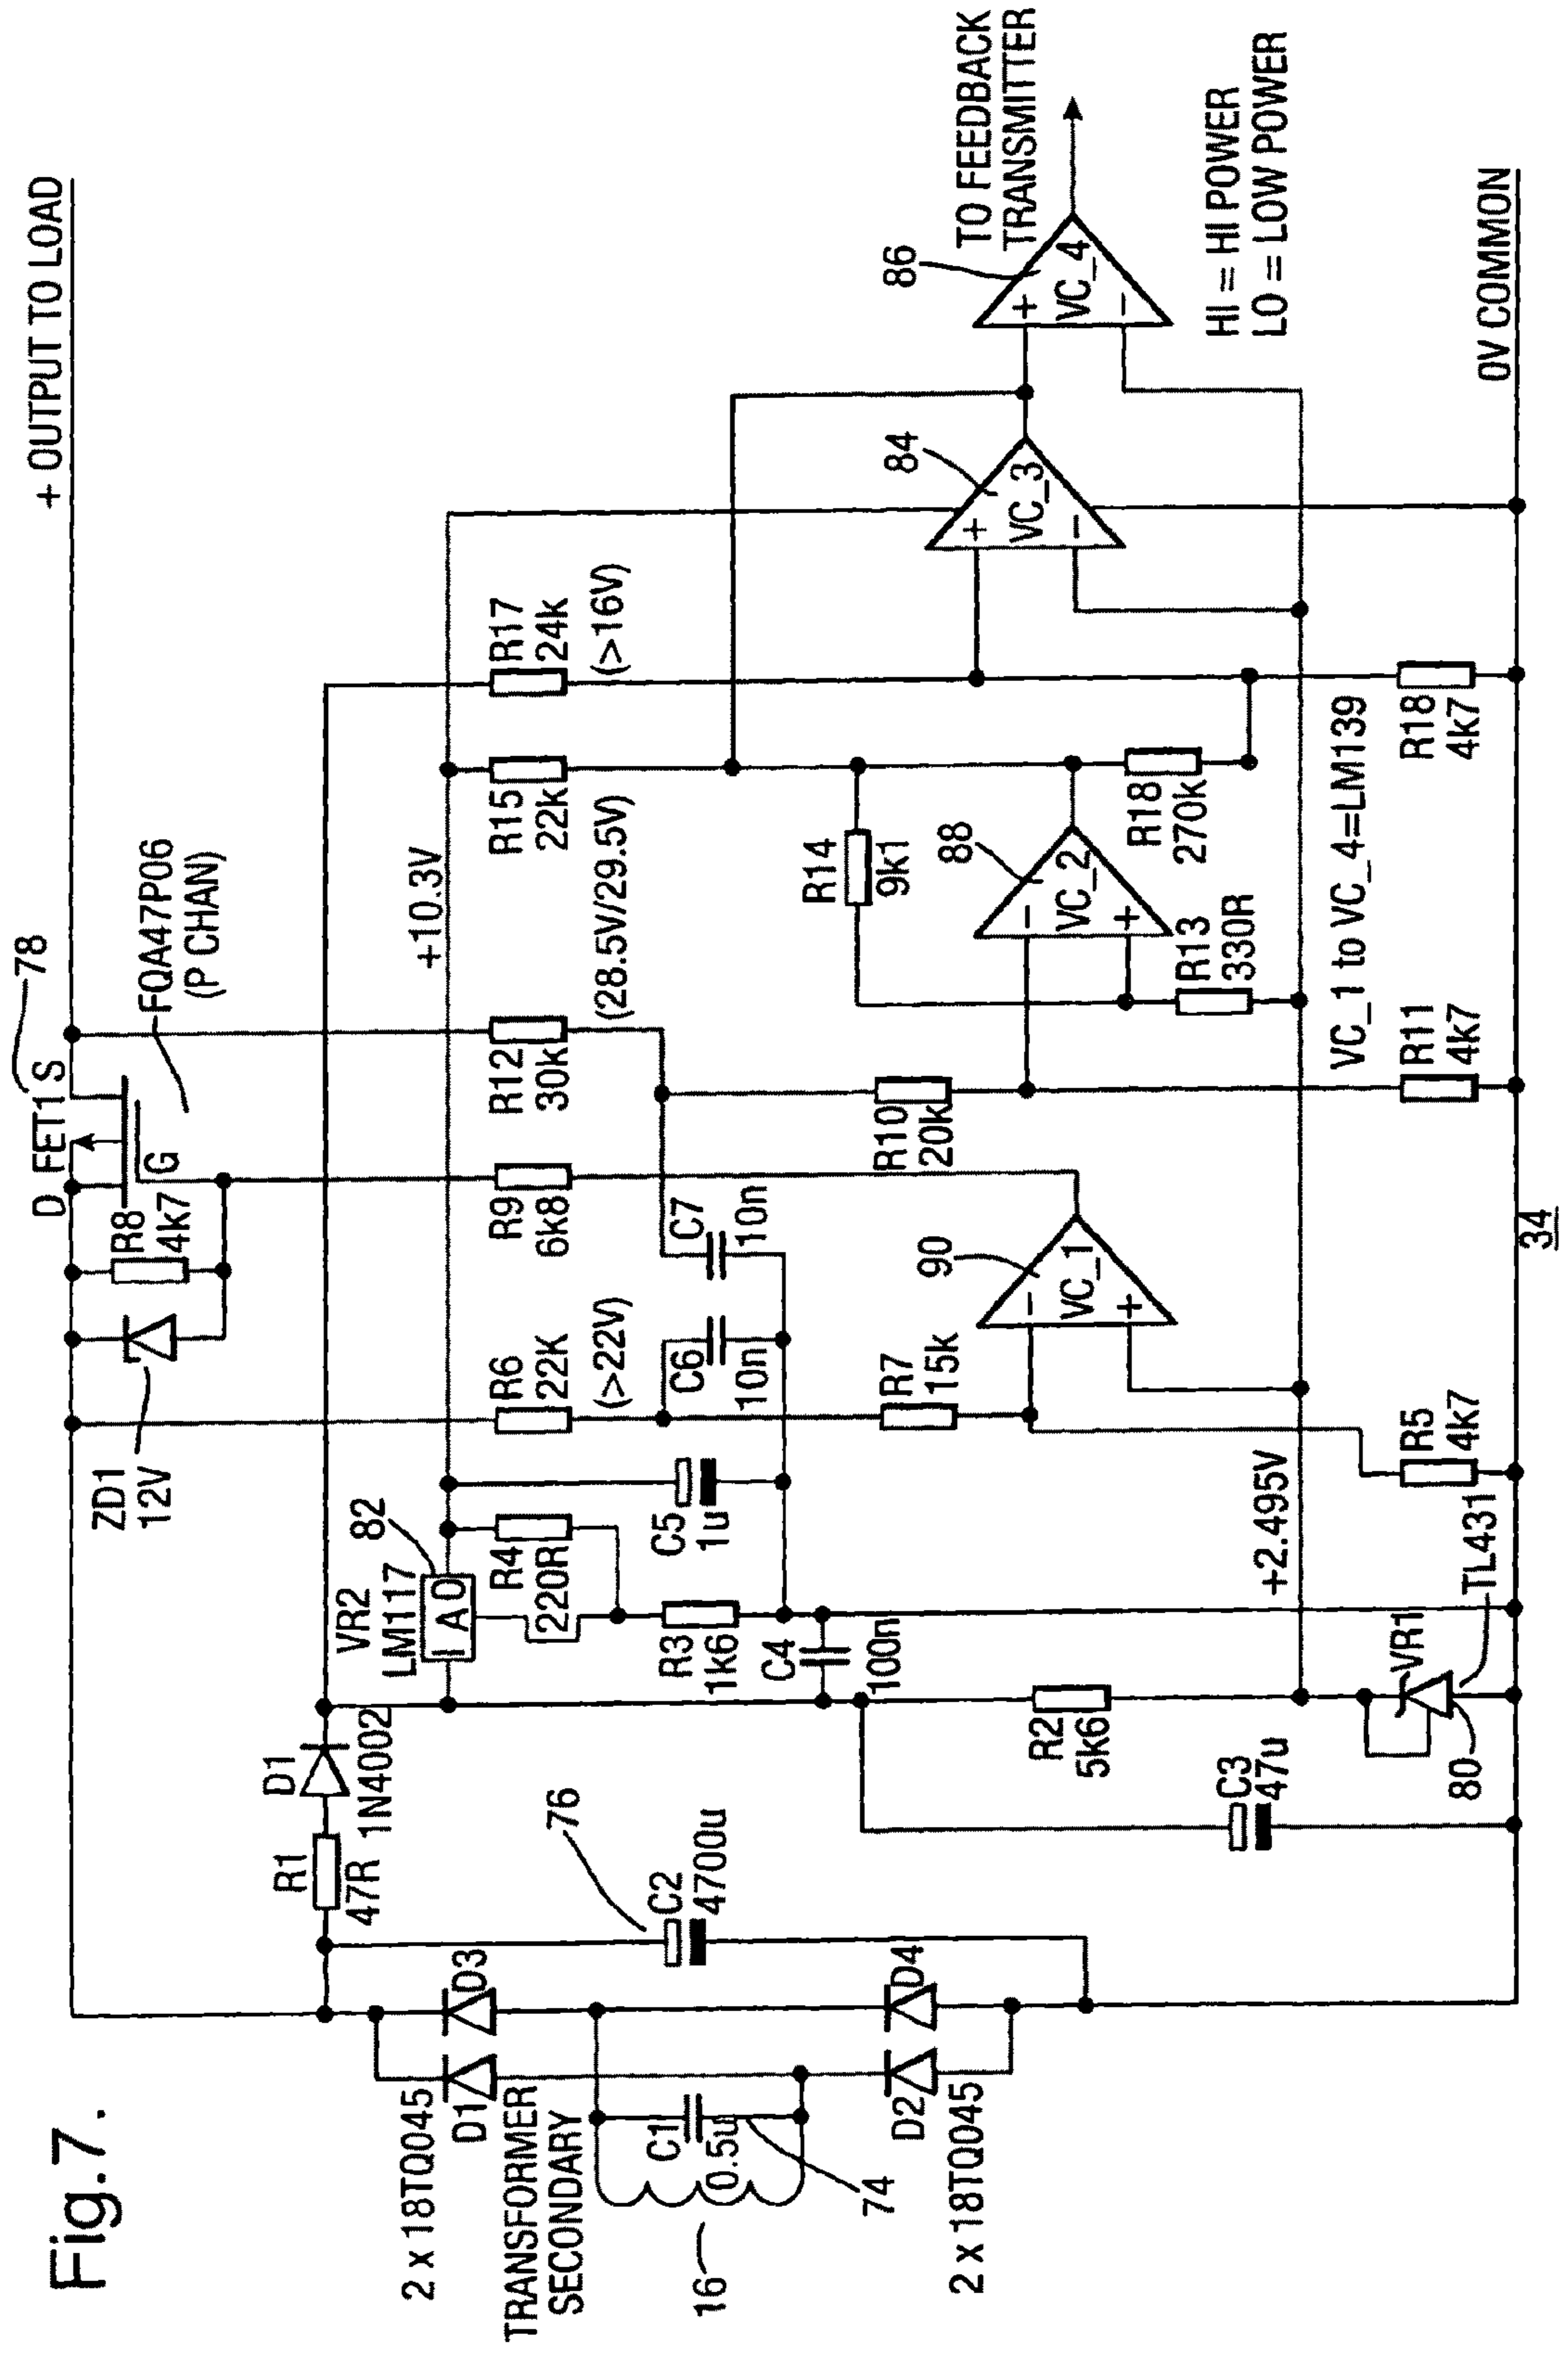 Fig.7.
+ OUTPUT TO LOAD
78
D
FET1
S
G
FQA47P06
(P CHAN)
R8
4k7
ZD1
12V
+10.3V
R17
24k
(>16V)
R15
22k
(28.5V/29.5V)
R12
30k
R9
6k8
R6
22K
(>22V)
C7
10n
C6
10n
C5
1u
R4
220R
VR2
LM117
82
I
A
O
R3
1k6
C4
100n
D1
1N4002
R1
47R
76
C2
4700u
D3
D1
2 x 18TQ045
TRANSFORMER
SECONDARY
C1
0.5u
74
16
D4
D2
2 x 18TQ045
R2
5k6
C3
47u
80
VR1
TL431
+2.495V
R5
4k7
R7
15k
90
-
VC_1
+
R10
20k
R11
4k7
R14
9k1
88
-
VC_2
+
R13
330R
R18
270k
VC_1 to VC_4=LM139
R18
4k7
84
+
VC_3
-
86
+
VC_4
-
TO FEEDBACK
TRANSMITTER
HI = HI POWER
LO = LOW POWER
0V COMMON
34